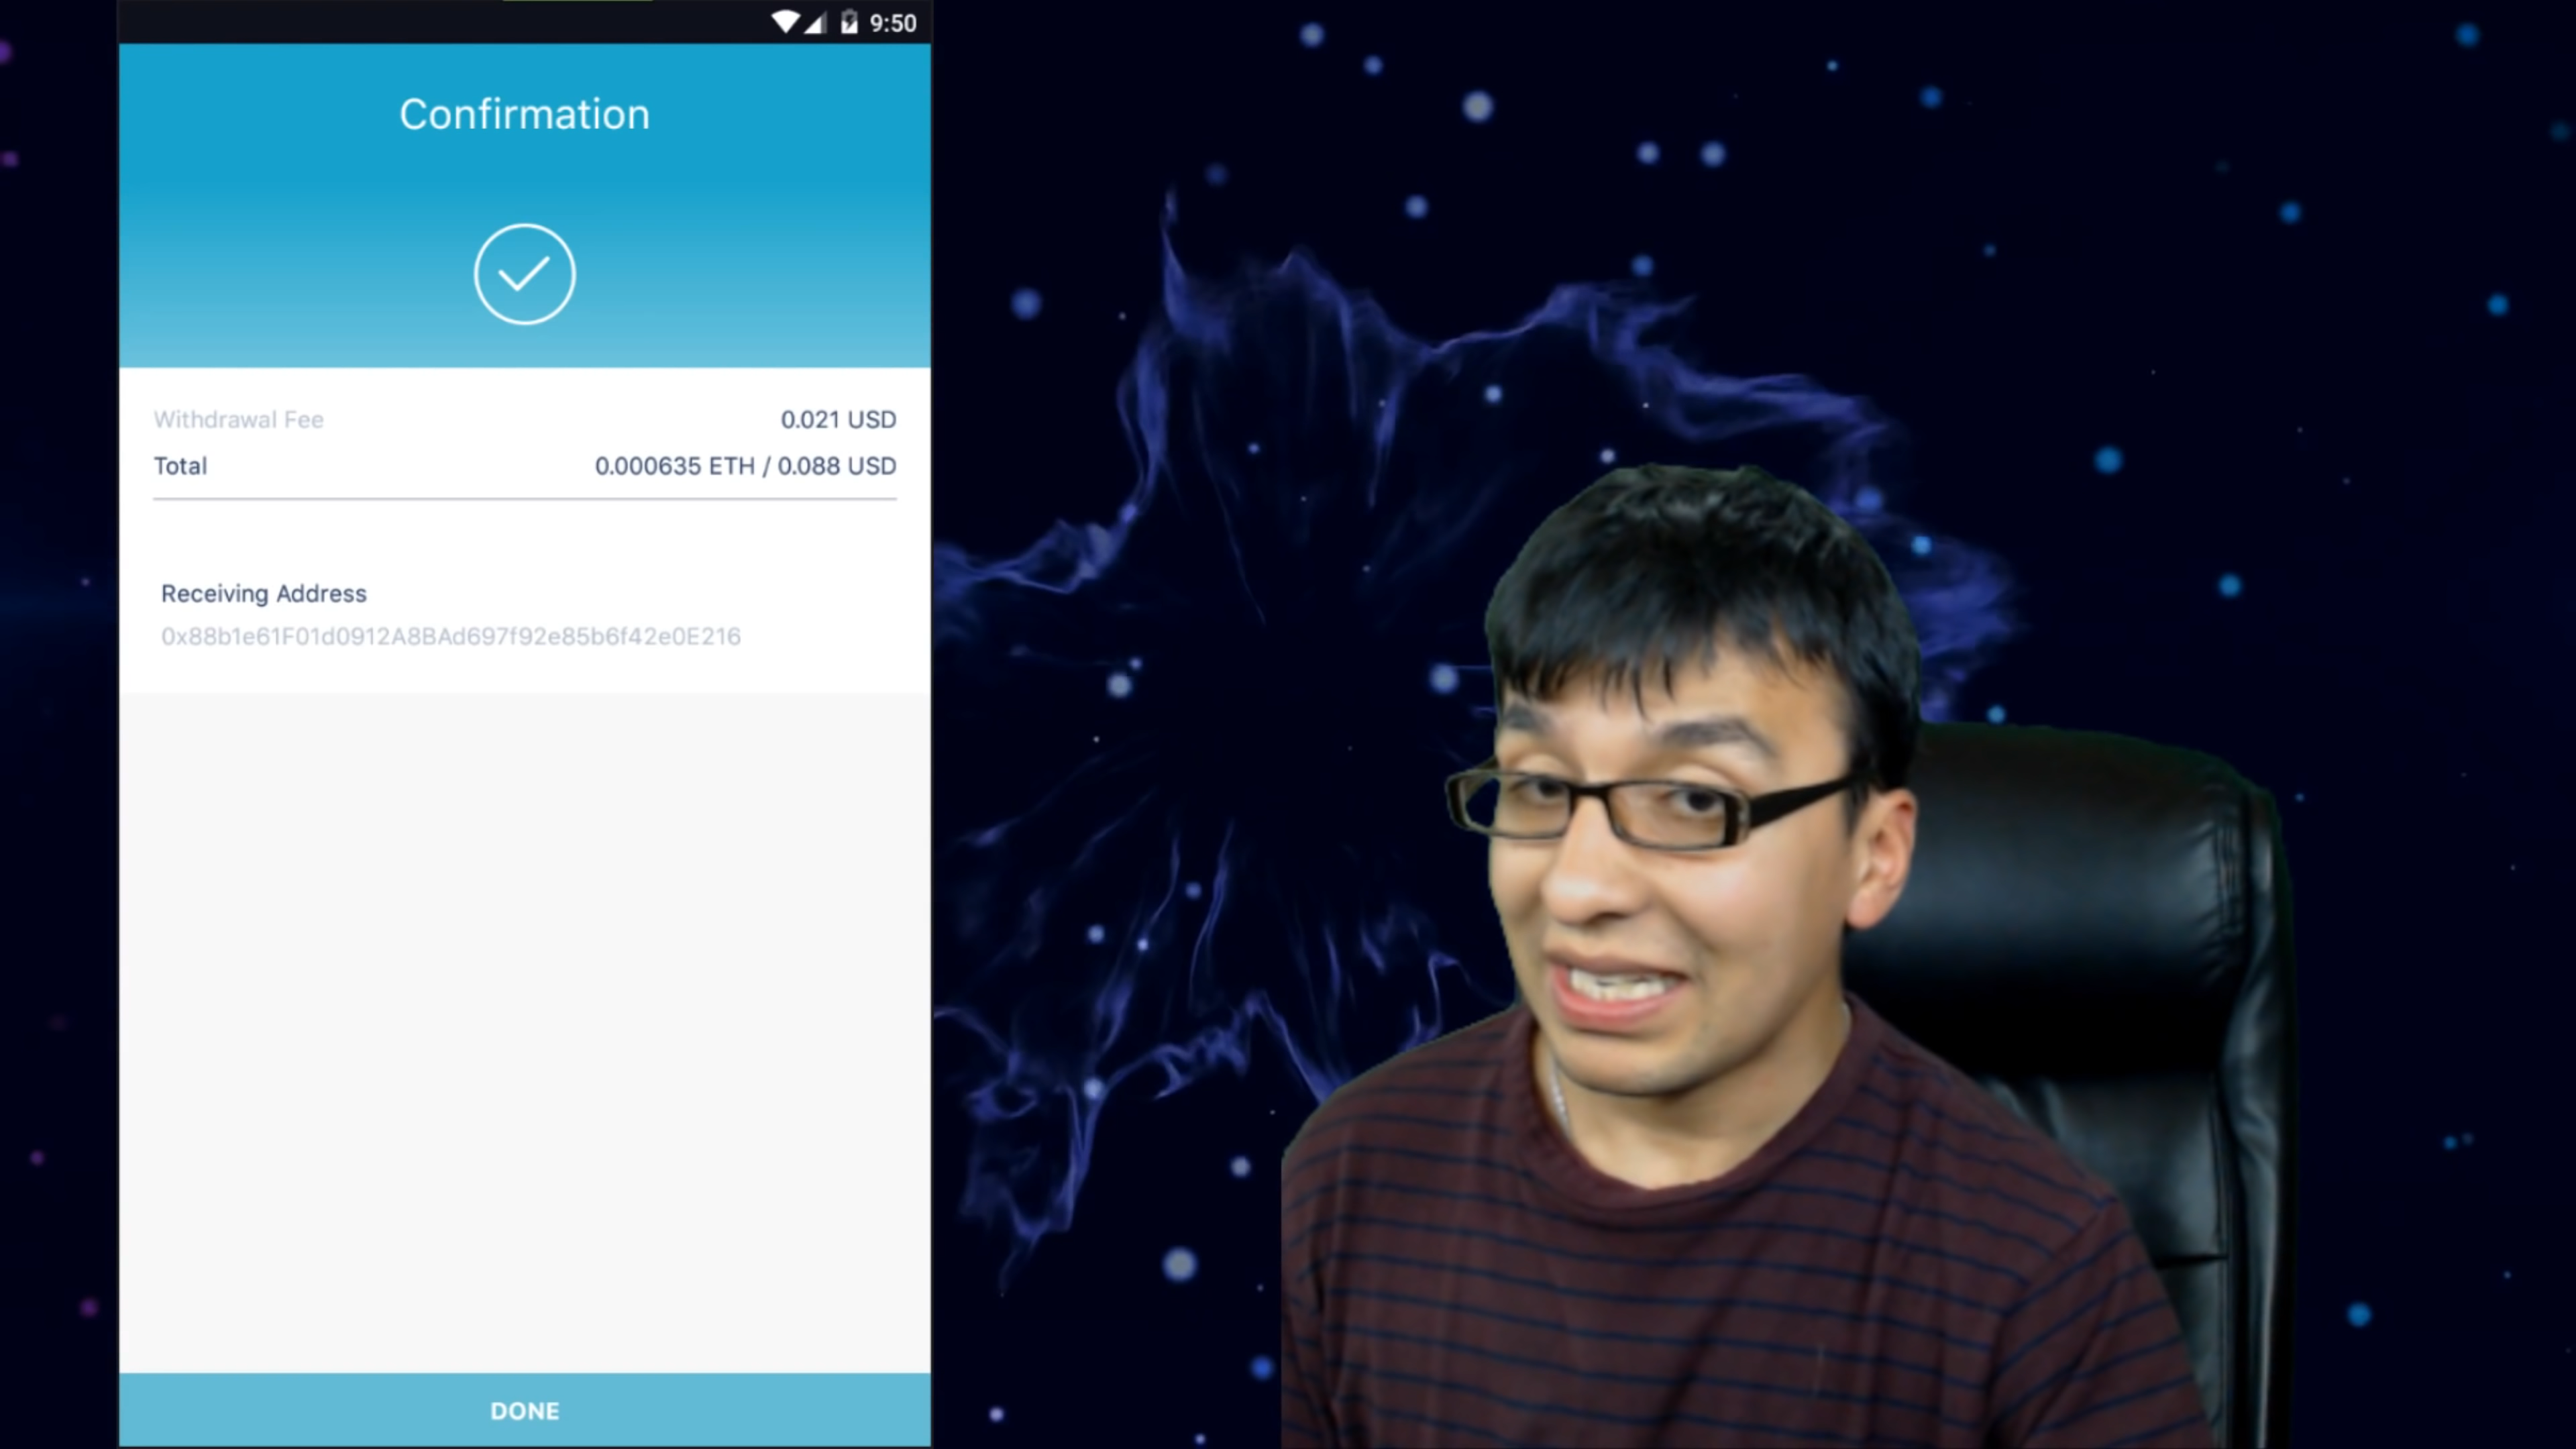 9:50
Confirmation
Withdrawal Fee 0.021 USD
Total 0.000635 ETH / 0.088 USD
Receiving Address
0x88b1e61F01d0912A8BAd697f92e85b6f42e0E216
DONE